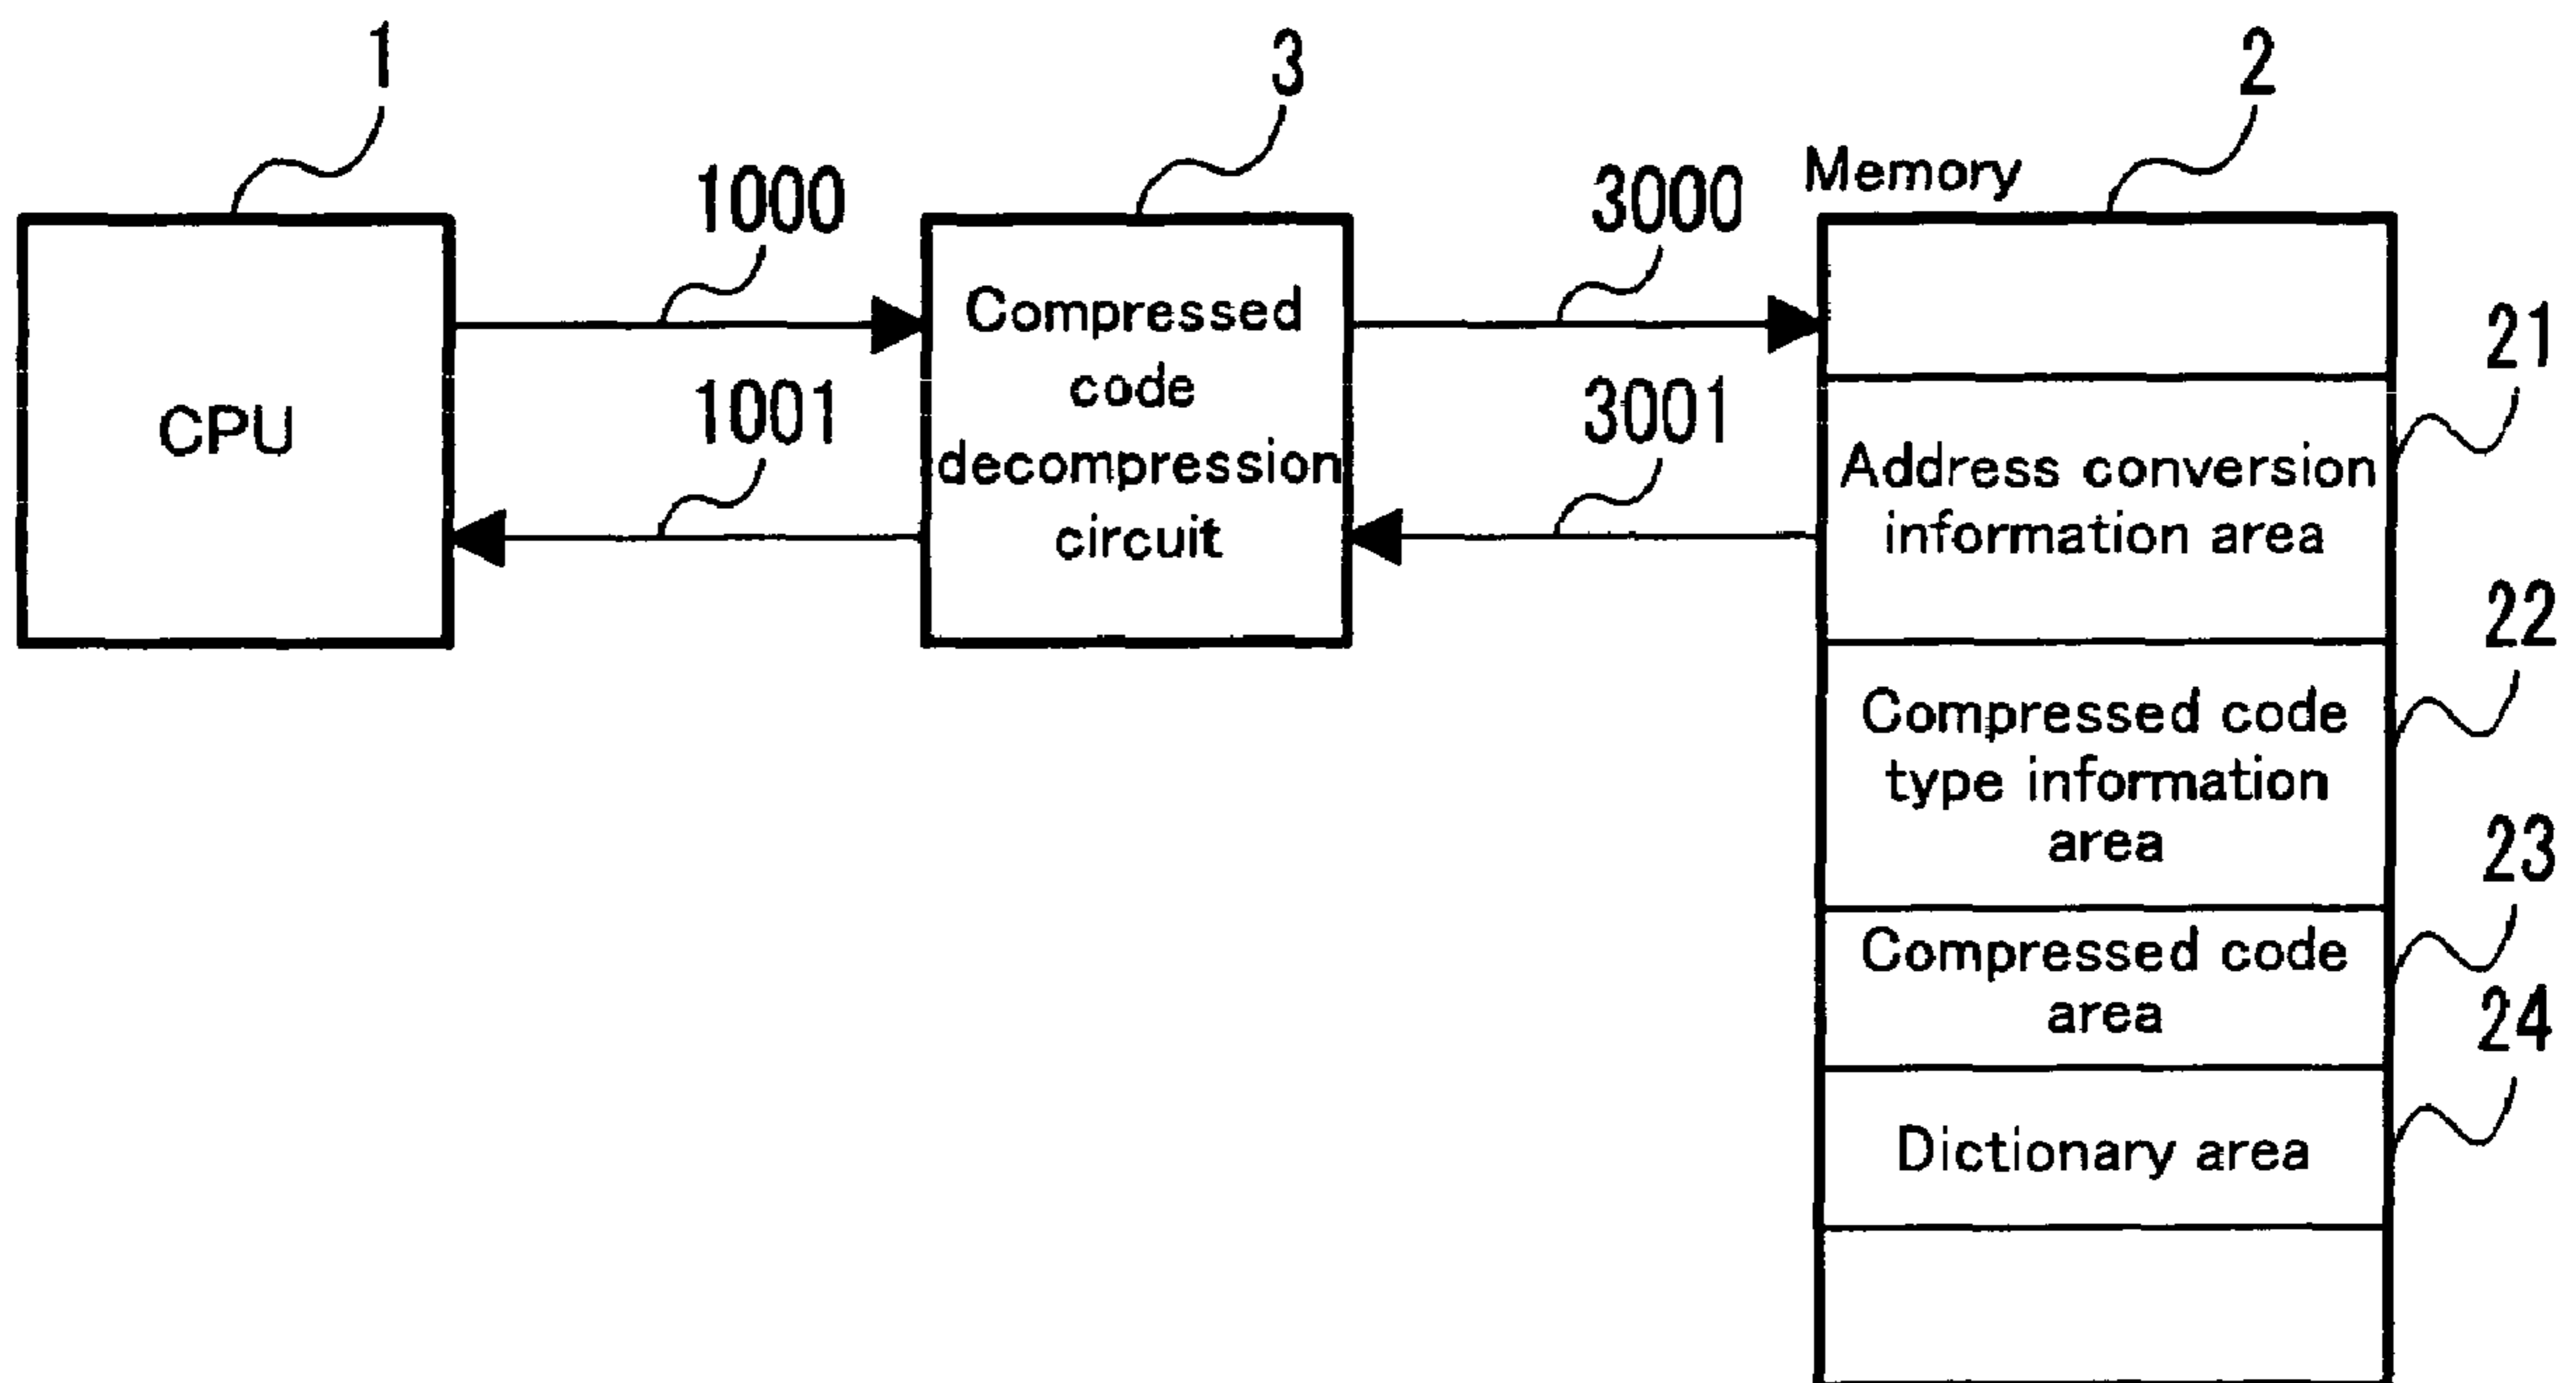 1
3
2
Memory
1000
3000
CPU
1001
Compressed
code
decompression
circuit
3001
21
Address conversion
information area
22
Compressed code
type information
area
23
Compressed code
area
24
Dictionary area